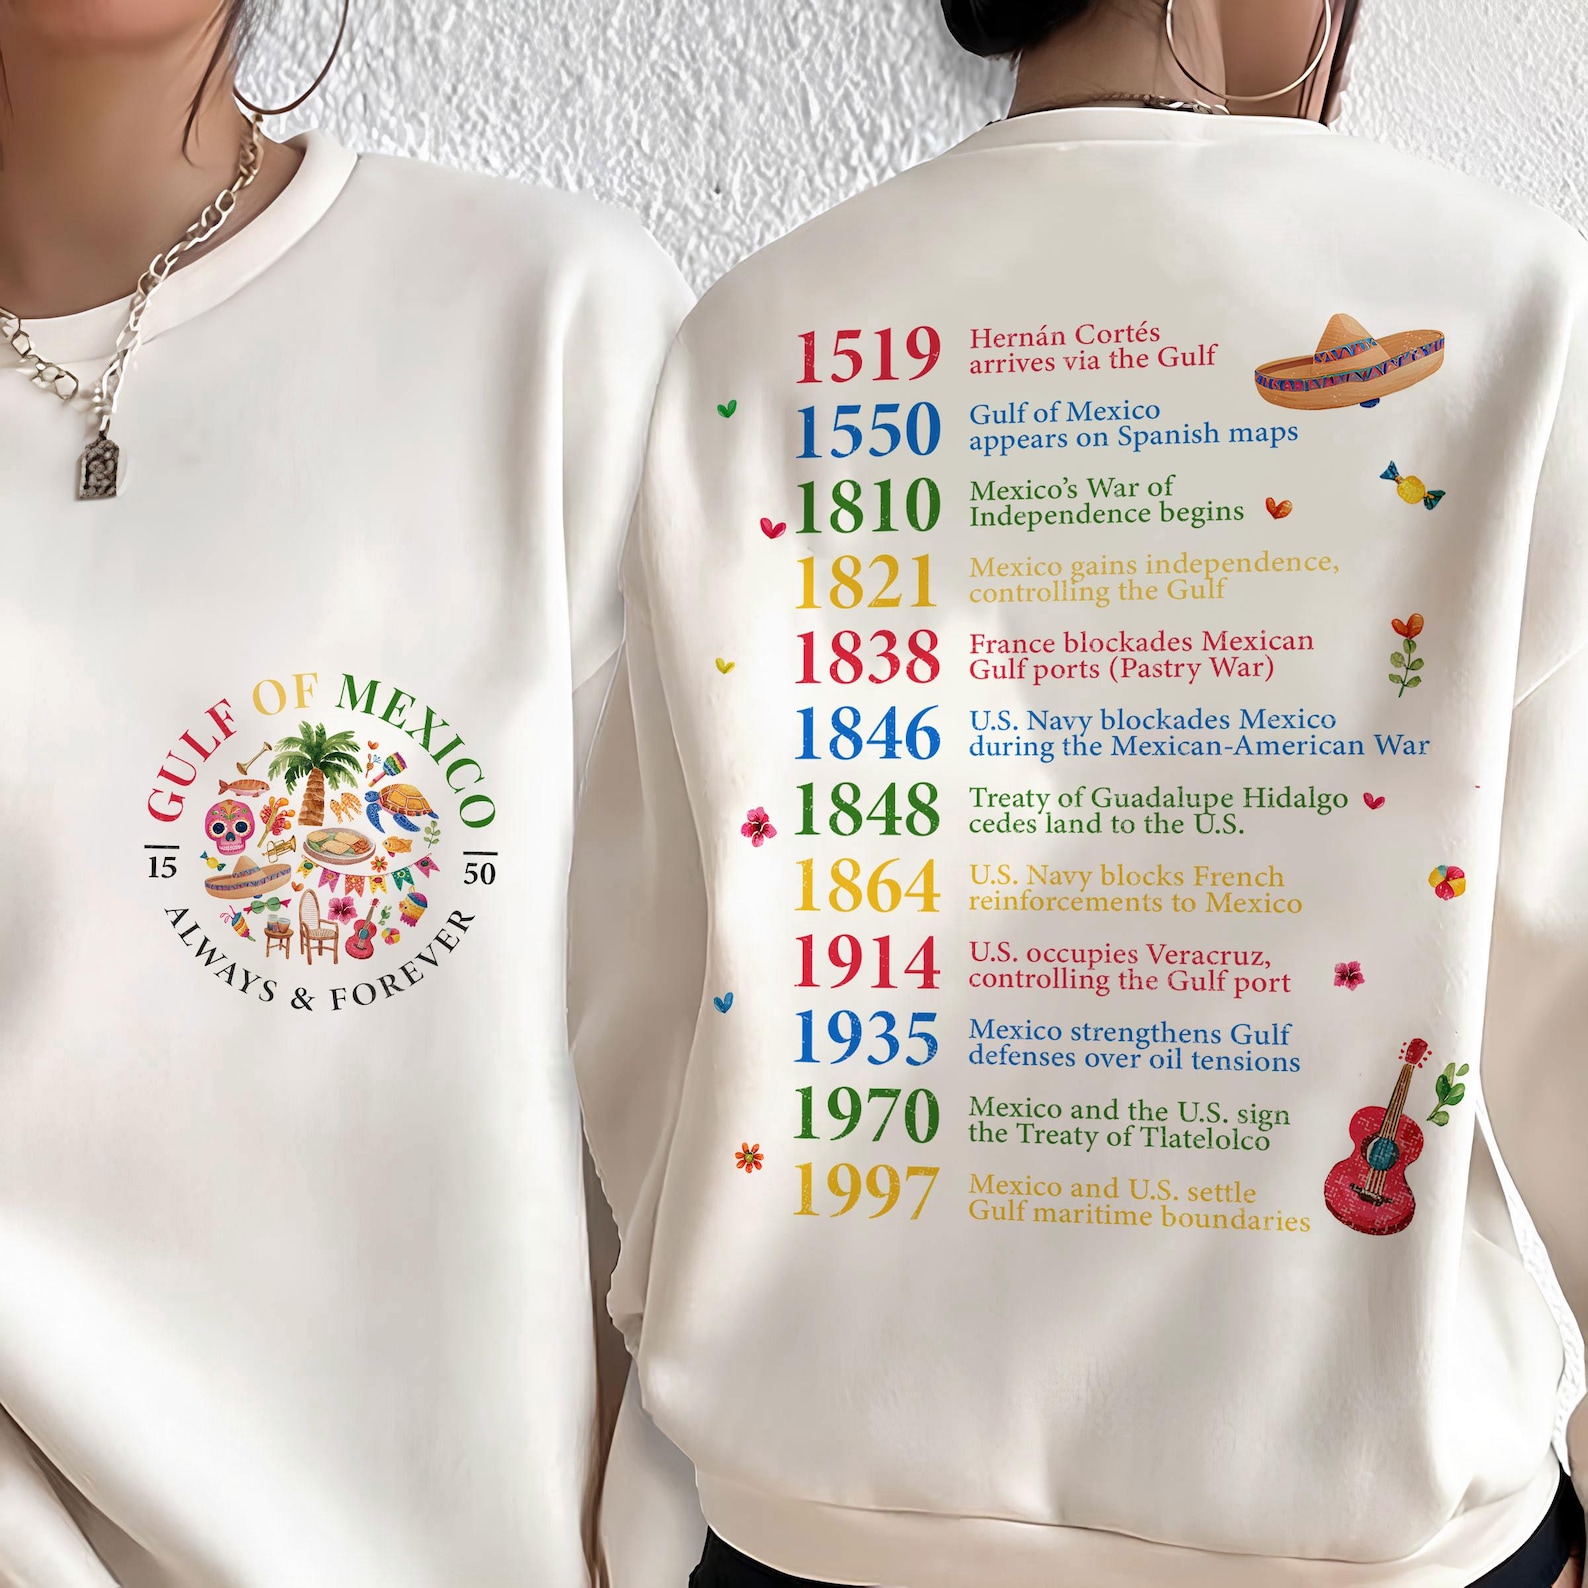 GULF OF MEXICO
15 50
ALWAYS & FOREVER
1519 Hernán Cortés
arrives via the Gulf
1550 Gulf of Mexico
appears on Spanish maps
1810 Mexico’s War of
Independence begins
1821 Mexico gains independence,
controlling the Gulf
1838 France blockades Mexican
Gulf ports (Pastry War)
1846 U.S. Navy blockades Mexico
during the Mexican-American War
1848 Treaty of Guadalupe Hidalgo
cedes land to the U.S.
1864 U.S. Navy blocks French
reinforcements to Mexico
1914 U.S. occupies Veracruz,
controlling the Gulf port
1935 Mexico strengthens Gulf
defenses over oil tensions
1970 Mexico and the U.S. sign
the Treaty of Tlatelolco
1997 Mexico and U.S. settle
Gulf maritime boundaries